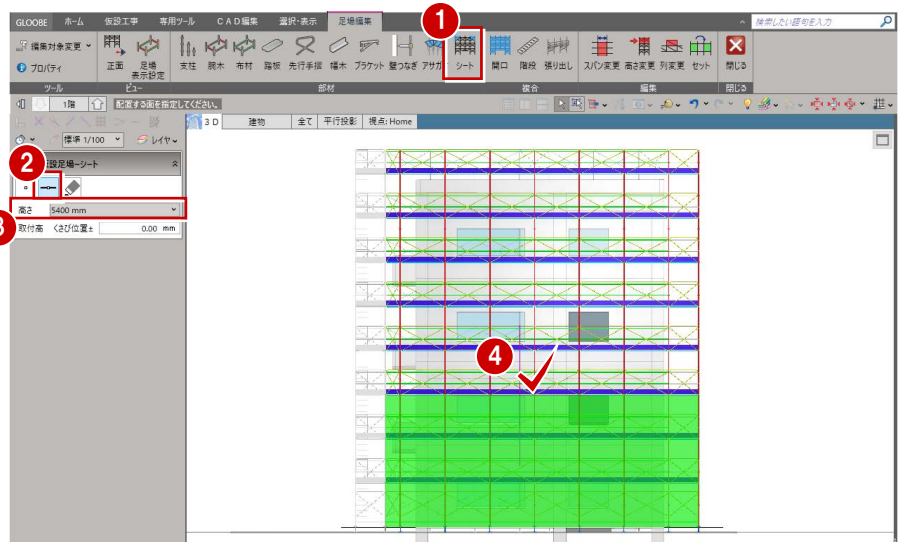 GLOOBE ホーム 仮設工事 専用ツール CAD編集 選択・表示 足場編集 検索したい語句を入力
1
編集対象変更
プロパティ
正面 足場表示設定 支柱 腕木 布材 踏板 先行手摺 幅木 ブラケット 壁つなぎ アサガオ シート 開口 階段 張り出し スパン変更 高さ変更 列変更 セット 閉じる
ツール ビュー 部材 複合 編集 閉じる
1階 配置する面を指定してください。
3D 建物 全て 平行投影 視点: Home
標準 1/100 レイヤ
2
仮設足場-シート
3
高さ 5400 mm
取付高 くさび位置± 0.00 mm
4